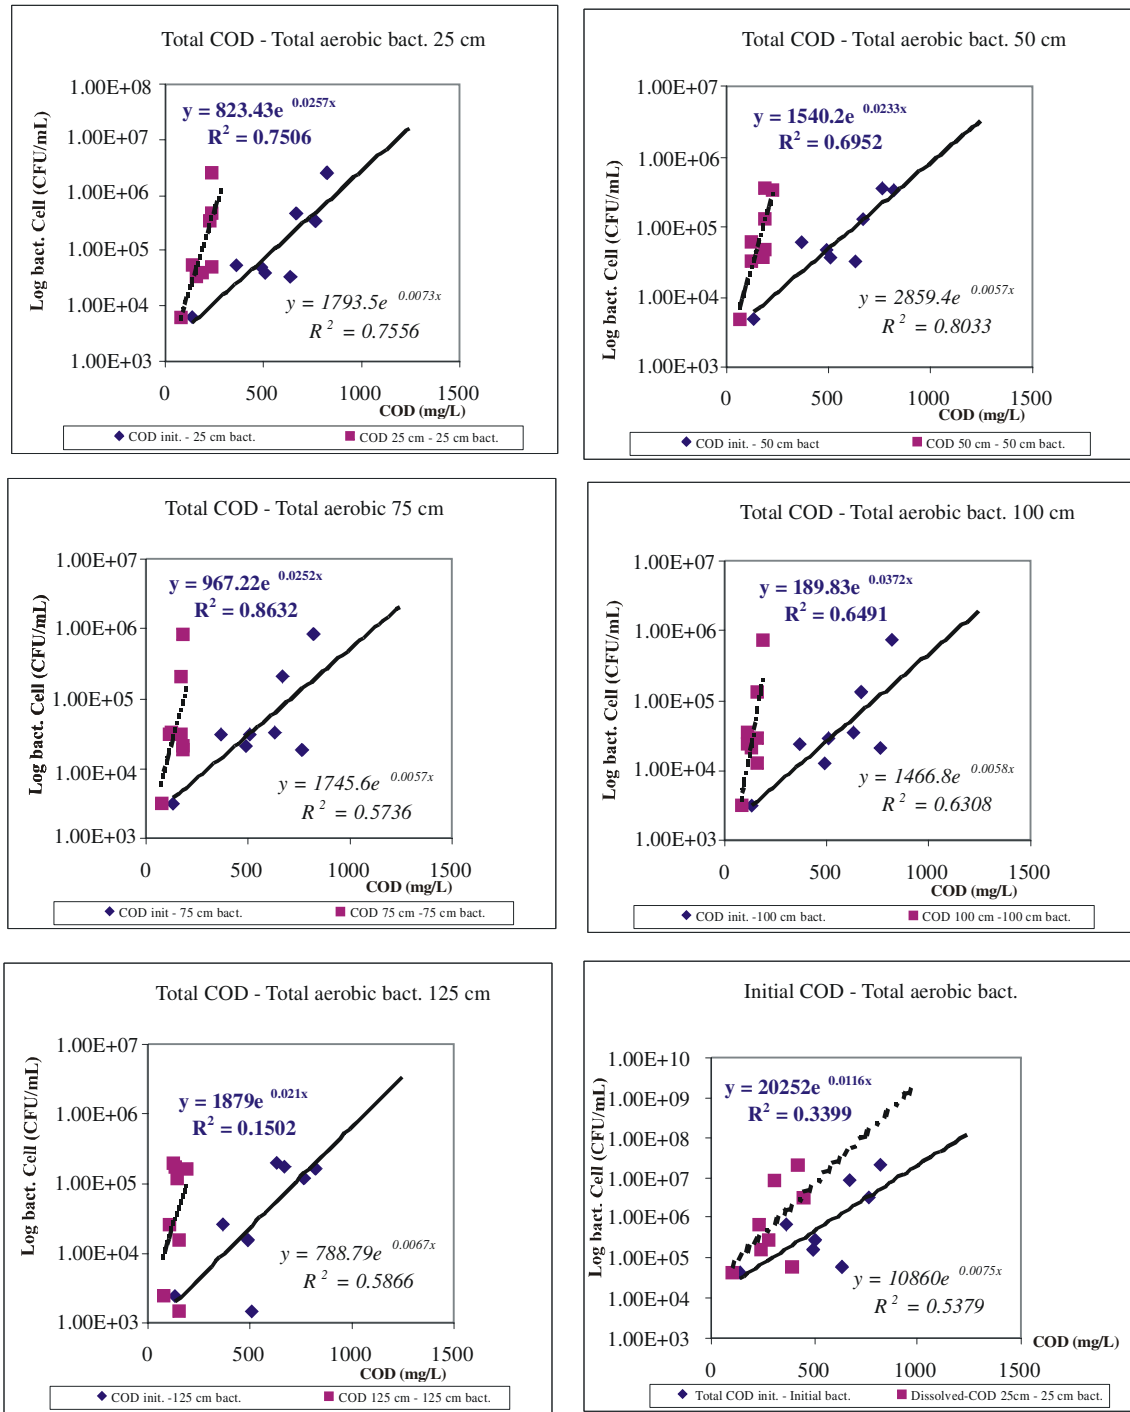 Total COD - Total aerobic bact. 25 cm
Log bact. Cell (CFU/mL)
1.00E+08
1.00E+07
1.00E+06
1.00E+05
1.00E+04
1.00E+03
y = 823.43e 0.0257x
R2 = 0.7506
y = 1793.5e 0.0073x
R 2 = 0.7556
0 500 1000 1500
COD (mg/L)
COD init. - 25 cm bact. COD 25 cm - 25 cm bact.
Total COD - Total aerobic bact. 50 cm
Log bact. Cell (CFU/mL)
1.00E+07
1.00E+06
1.00E+05
1.00E+04
1.00E+03
y = 1540.2e 0.0233x
R2 = 0.6952
y = 2859.4e 0.0057x
R 2 = 0.8033
0 500 1000 1500
COD (mg/L)
COD init. - 50 cm bact COD 50 cm - 50 cm bact.
Total COD - Total aerobic 75 cm
Log bact. Cell (CFU/mL)
1.00E+07
1.00E+06
1.00E+05
1.00E+04
1.00E+03
y = 967.22e 0.0252x
R2 = 0.8632
y = 1745.6e 0.0057x
R 2 = 0.5736
0 500 1000 1500
COD (mg/L)
COD init - 75 cm bact. COD 75 cm -75 cm bact.
Total COD - Total aerobic bact. 100 cm
Log bact. Cell (CFU/mL)
1.00E+07
1.00E+06
1.00E+05
1.00E+04
1.00E+03
y = 189.83e 0.0372x
R2 = 0.6491
y = 1466.8e 0.0058x
R 2 = 0.6308
0 500 1000 1500
COD (mg/L)
COD init. -100 cm bact. COD 100 cm -100 cm bact.
Total COD - Total aerobic bact. 125 cm
Log bact. Cell (CFU/mL)
1.00E+07
1.00E+06
1.00E+05
1.00E+04
1.00E+03
y = 1879e 0.021x
R2 = 0.1502
y = 788.79e 0.0067x
R 2 = 0.5866
0 500 1000 1500
COD (mg/L)
COD init. -125 cm bact. COD 125 cm - 125 cm bact.
Initial COD - Total aerobic bact.
Log bact. Cell (CFU/mL)
1.00E+10
1.00E+09
1.00E+08
1.00E+07
1.00E+06
1.00E+05
1.00E+04
1.00E+03
y = 20252e 0.0116x
R2 = 0.3399
y = 10860e 0.0075x
R 2 = 0.5379
COD (mg/L)
0 500 1000 1500
Total COD init. - Initial bact. Dissolved-COD 25cm - 25 cm bact.